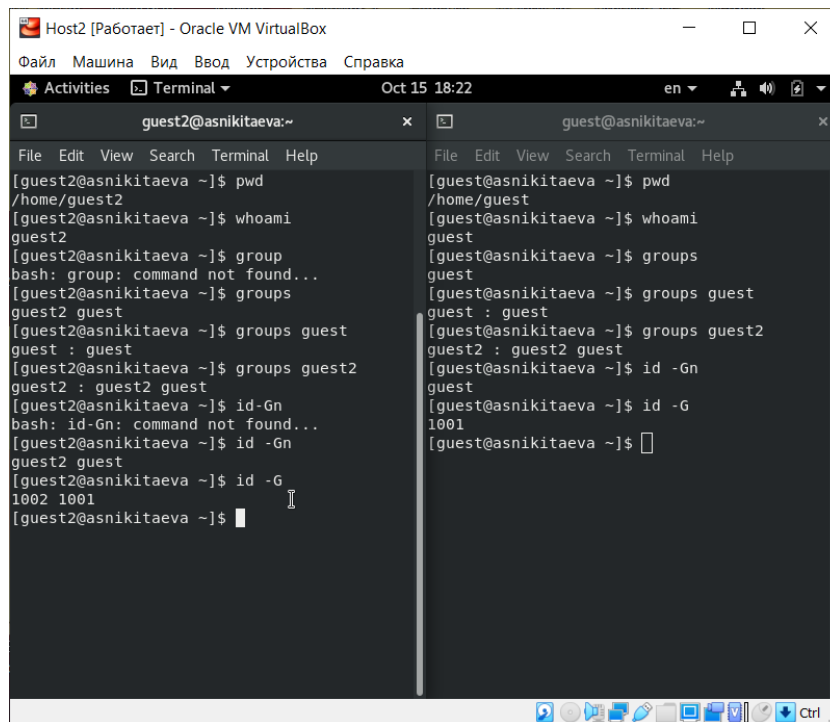 Host2 [Работает] - Oracle VM VirtualBox
Файл Машина Вид Ввод Устройства Справка
Activities Terminal Oct 15 18:22 en
guest2@asnikitaeva:~ ×
File Edit View Search Terminal Help
[guest2@asnikitaeva ~]$ pwd
/home/guest2
[guest2@asnikitaeva ~]$ whoami
guest2
[guest2@asnikitaeva ~]$ group
bash: group: command not found...
[guest2@asnikitaeva ~]$ groups
guest2 guest
[guest2@asnikitaeva ~]$ groups guest
guest : guest
[guest2@asnikitaeva ~]$ groups guest2
guest2 : guest2 guest
[guest2@asnikitaeva ~]$ id-Gn
bash: id-Gn: command not found...
[guest2@asnikitaeva ~]$ id -Gn
guest2 guest
[guest2@asnikitaeva ~]$ id -G
1002 1001
[guest2@asnikitaeva ~]$
guest@asnikitaeva:~ ×
File Edit View Search Terminal Help
[guest@asnikitaeva ~]$ pwd
/home/guest
[guest@asnikitaeva ~]$ whoami
guest
[guest@asnikitaeva ~]$ groups
guest
[guest@asnikitaeva ~]$ groups guest
guest : guest
[guest@asnikitaeva ~]$ groups guest2
guest2 : guest2 guest
[guest@asnikitaeva ~]$ id -Gn
guest
[guest@asnikitaeva ~]$ id -G
1001
[guest@asnikitaeva ~]$
Ctrl